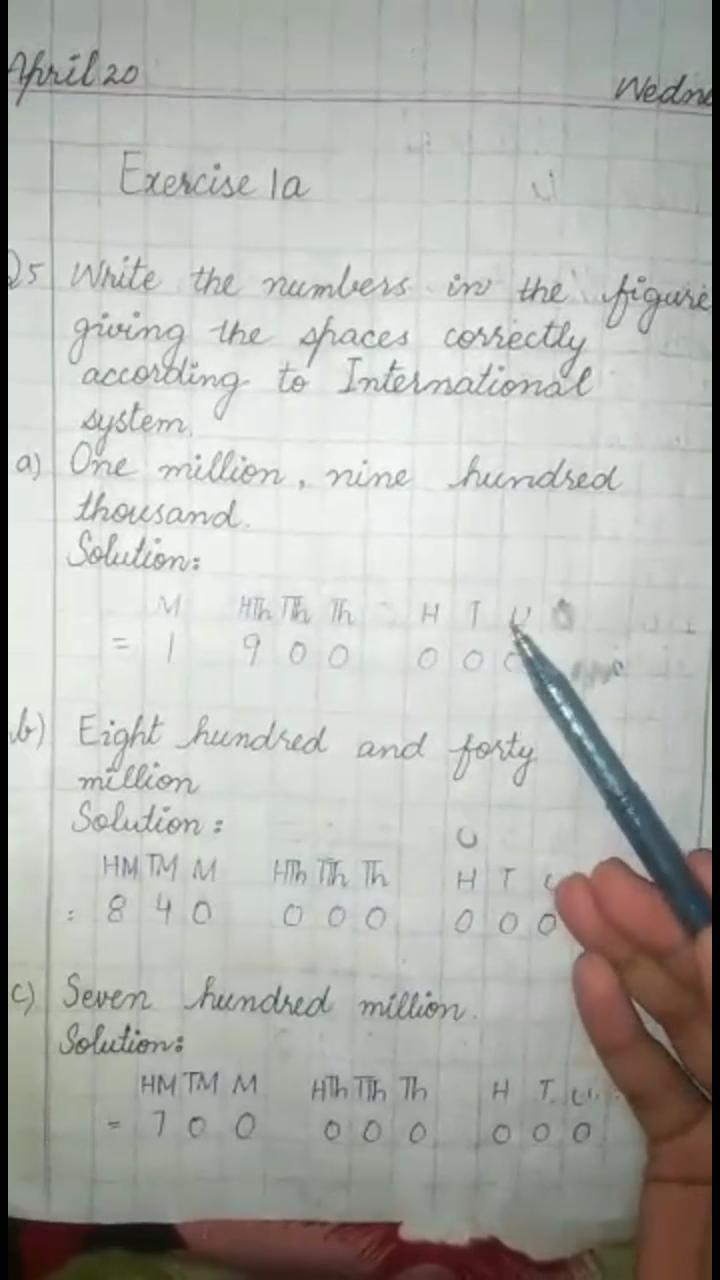 April 20 Wedne
Exercise 1a
Q5 Write the numbers in the figure
giving the spaces correctly
according to International
system.
a) One million, nine hundred
thousand.
Solution:
M HTh TTh Th H T U
= 1 9 0 0 0 0 0
b) Eight hundred and forty
million
Solution:
HM TM M HTh TTh Th H T U
: 8 4 0 0 0 0 0 0 0
c) Seven hundred million.
Solution:
HM TM M HTh TTh Th H T U
= 7 0 0 0 0 0 0 0 0